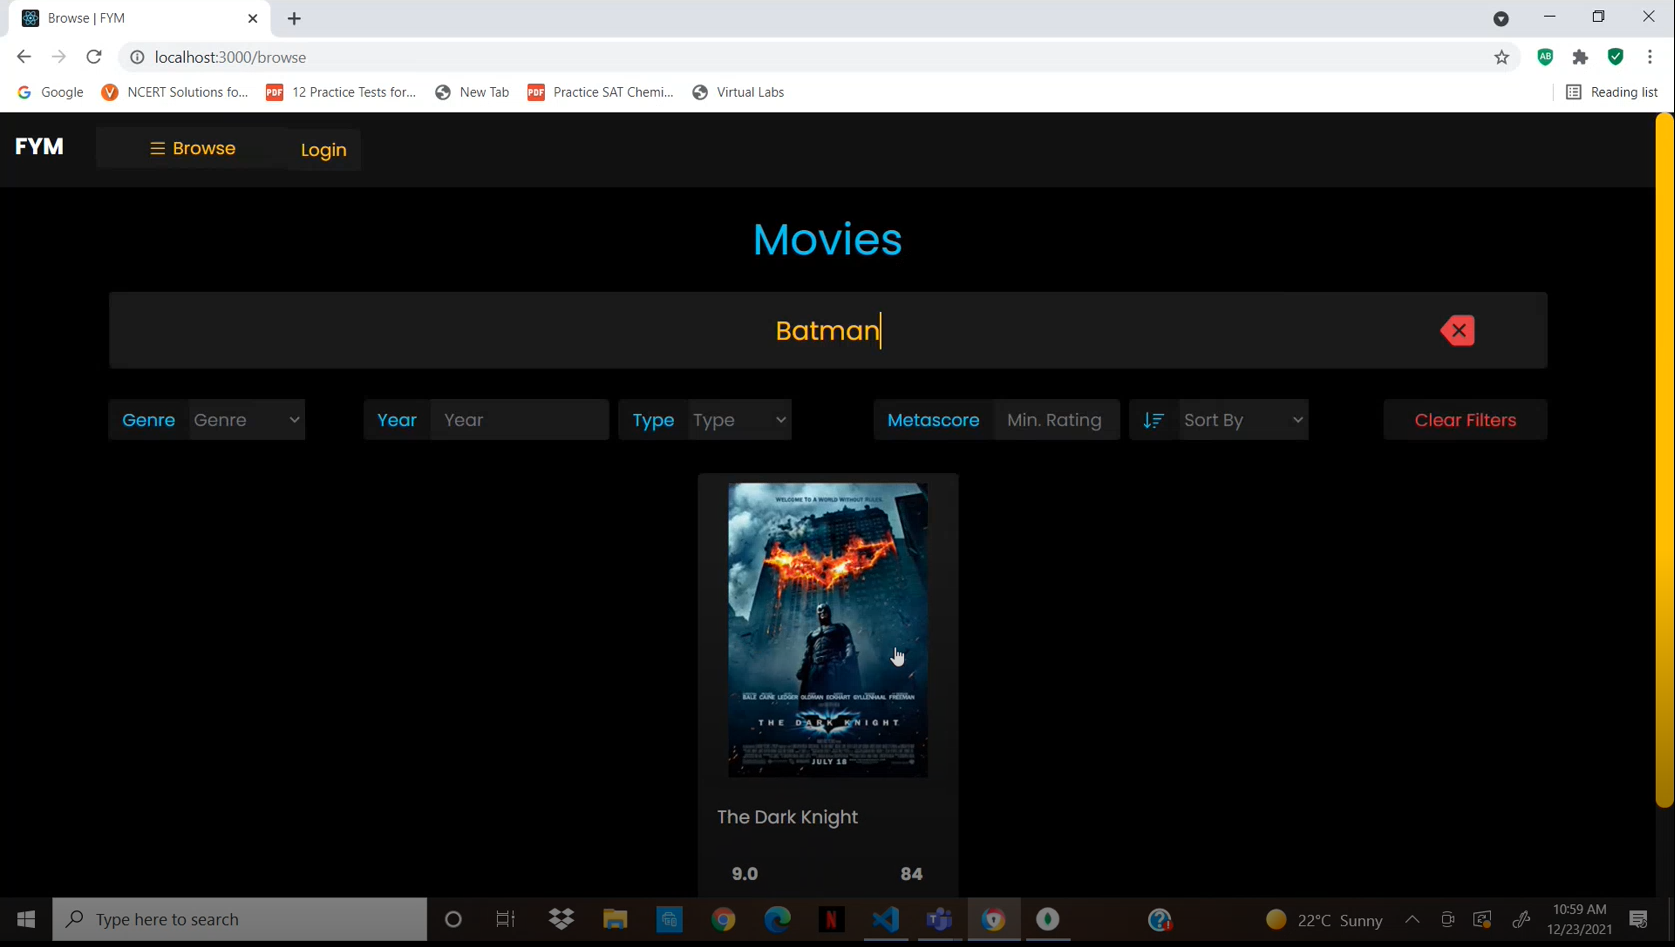 Browse | FYM
localhost:3000/browse
AB
Google NCERT Solutions fo... PDF 12 Practice Tests for... New Tab PDF Practice SAT Chemi... Virtual Labs Reading list
FYM Browse Login
Movies
Batman
Genre Genre Year Year Type Type Metascore Min. Rating Sort By Clear Filters
WELCOME TO A WORLD WITHOUT RULES.
BALE CAINE LEDGER OLDMAN ECKHART GYLLENHAAL FREEMAN
THE DARK KNIGHT
JULY 18
The Dark Knight
9.0 84
Type here to search
22°C Sunny
10:59 AM
12/23/2021